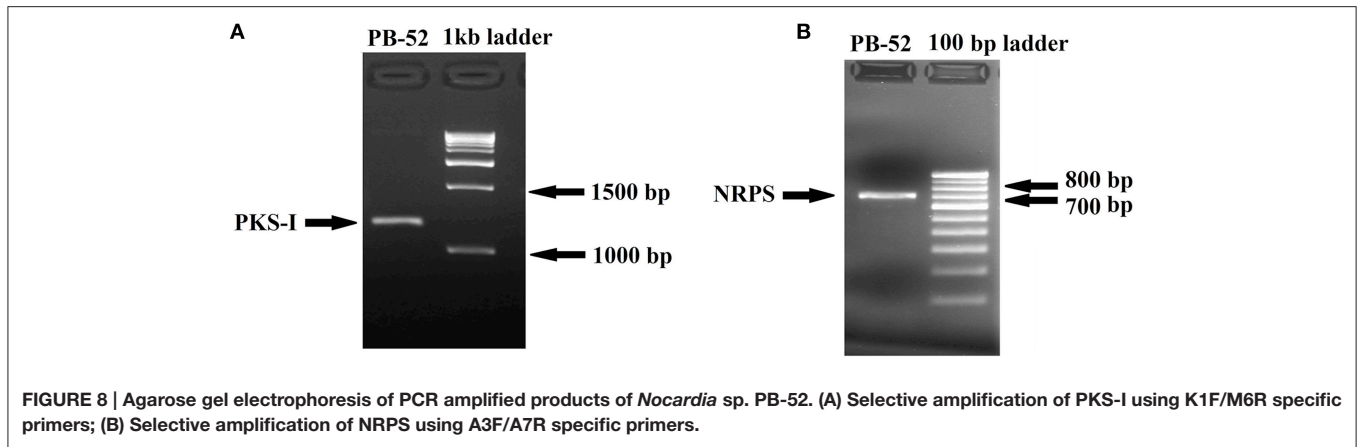 A
PB-52 1kb ladder
PKS-I
1500 bp
1000 bp
B
PB-52 100 bp ladder
NRPS
800 bp
700 bp
FIGURE 8 | Agarose gel electrophoresis of PCR amplified products of Nocardia sp. PB-52. (A) Selective amplification of PKS-I using K1F/M6R specific
primers; (B) Selective amplification of NRPS using A3F/A7R specific primers.